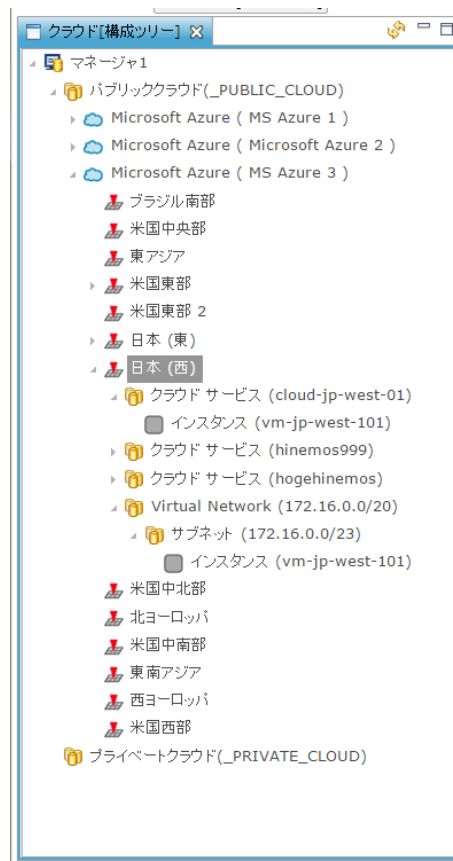 クラウド[構成ツリー]
マネージャ1
パブリッククラウド(_PUBLIC_CLOUD)
Microsoft Azure ( MS Azure 1 )
Microsoft Azure ( Microsoft Azure 2 )
Microsoft Azure ( MS Azure 3 )
ブラジル南部
米国中央部
東アジア
米国東部
米国東部 2
日本 (東)
日本 (西)
クラウド サービス (cloud-jp-west-01)
インスタンス (vm-jp-west-101)
クラウド サービス (hinemos999)
クラウド サービス (hogehinemos)
Virtual Network (172.16.0.0/20)
サブネット (172.16.0.0/23)
インスタンス (vm-jp-west-101)
米国中北部
北ヨーロッパ
米国中南部
東南アジア
西ヨーロッパ
米国西部
プライベートクラウド(_PRIVATE_CLOUD)